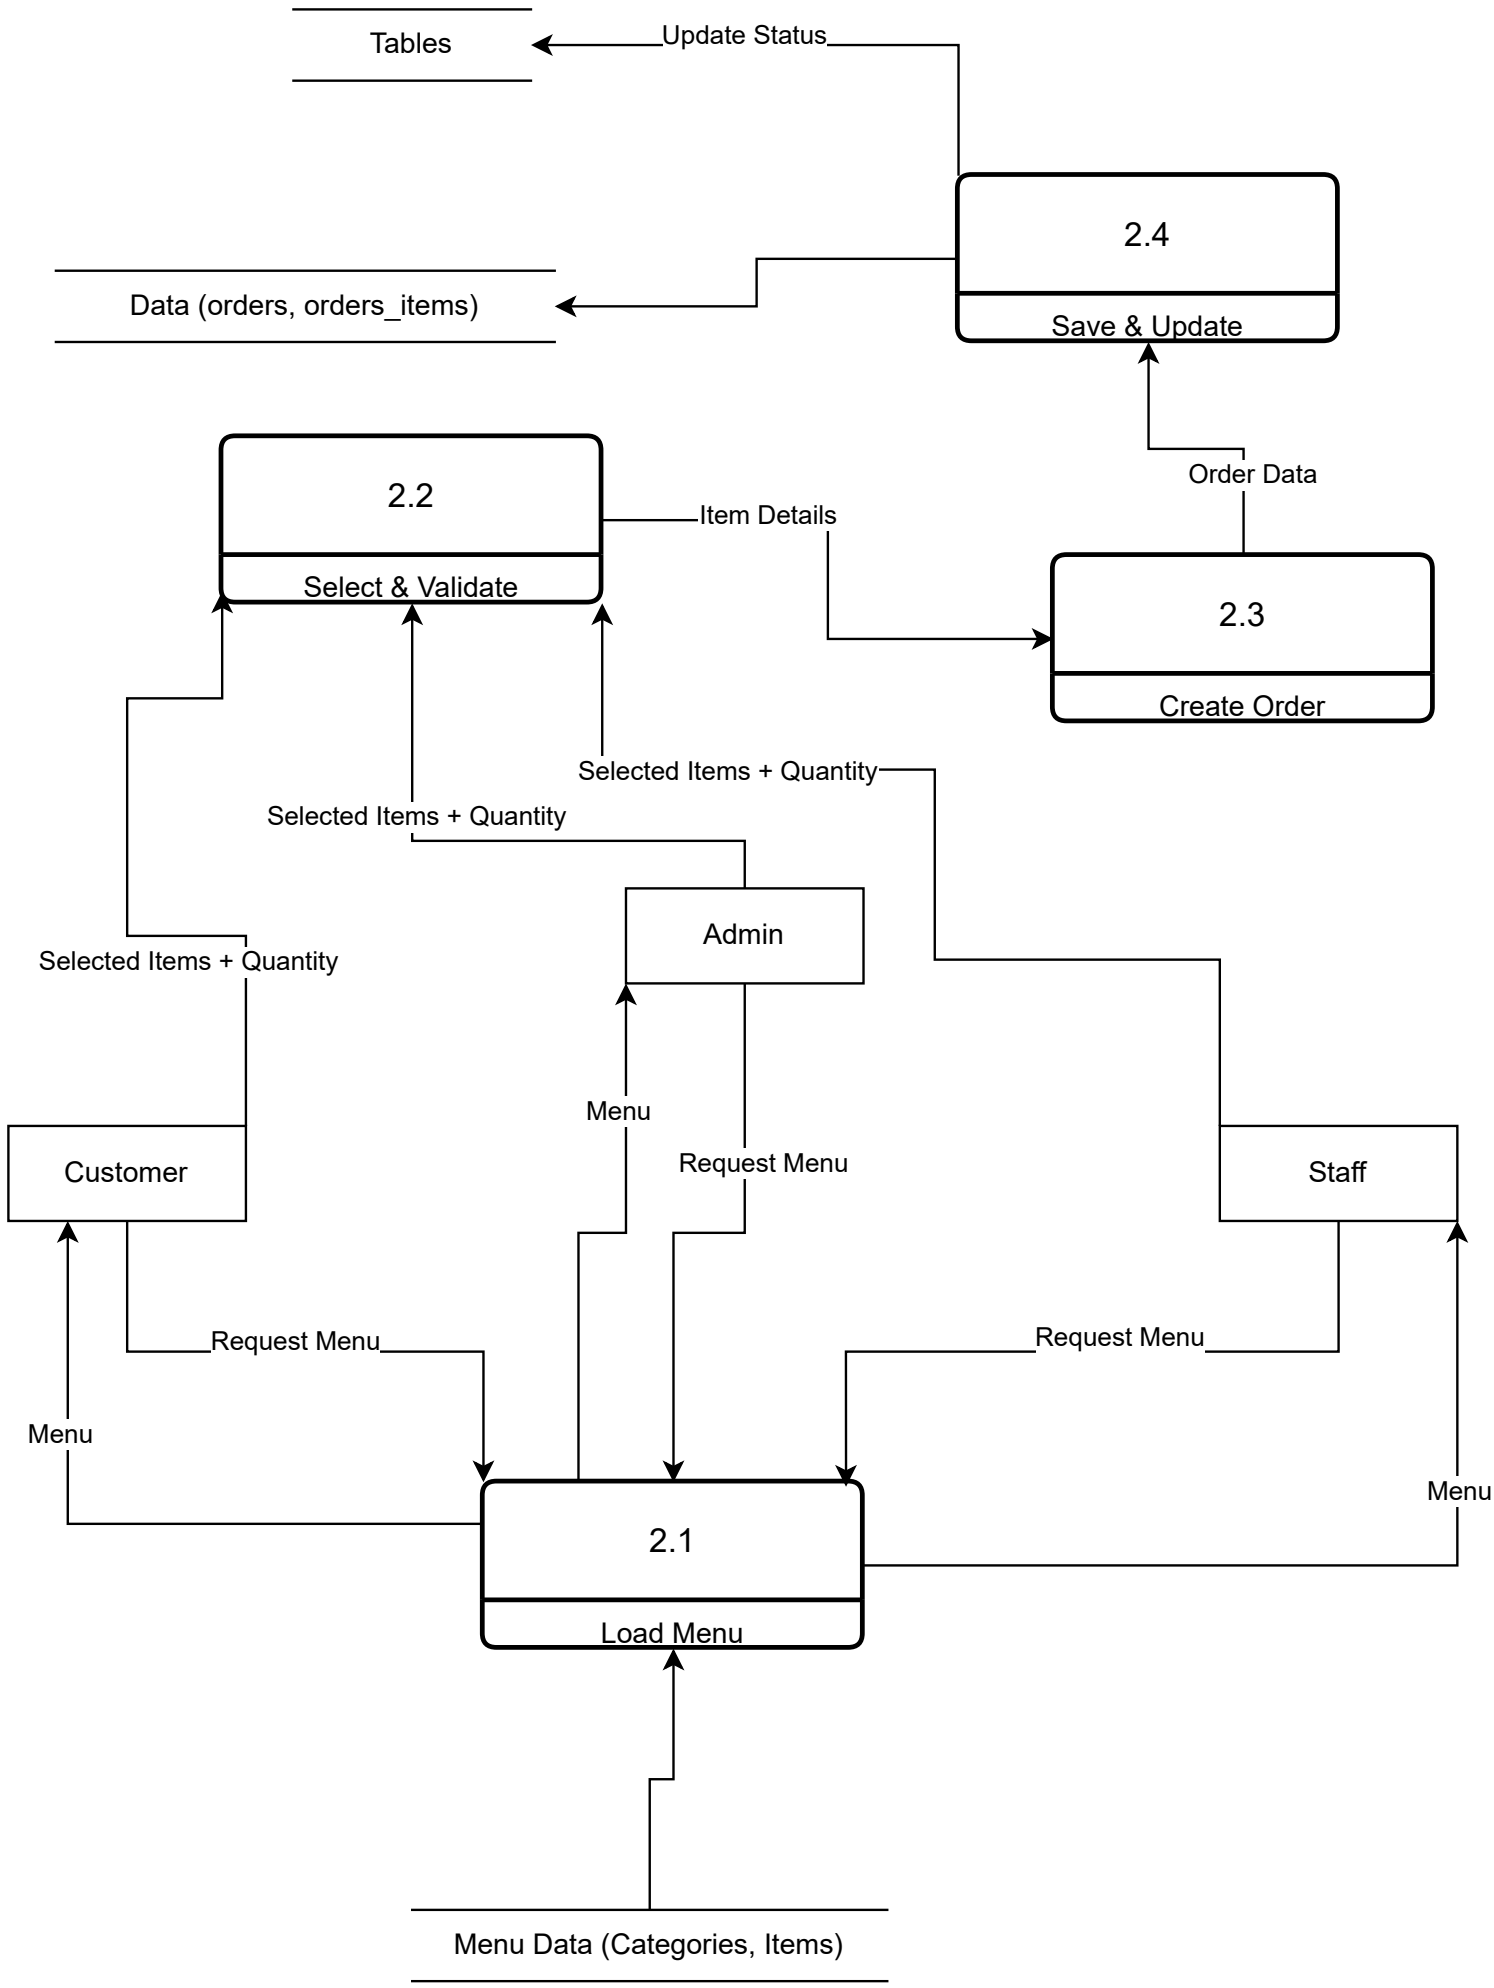 Tables
Update Status
2.4
Save & Update
Data (orders, orders_items)
2.2
Select & Validate
Item Details
Order Data
2.3
Create Order
Selected Items + Quantity
Selected Items + Quantity
Admin
Selected Items + Quantity
Menu
Request Menu
Customer
Staff
Request Menu
Request Menu
Menu
Menu
2.1
Load Menu
Menu Data (Categories, Items)